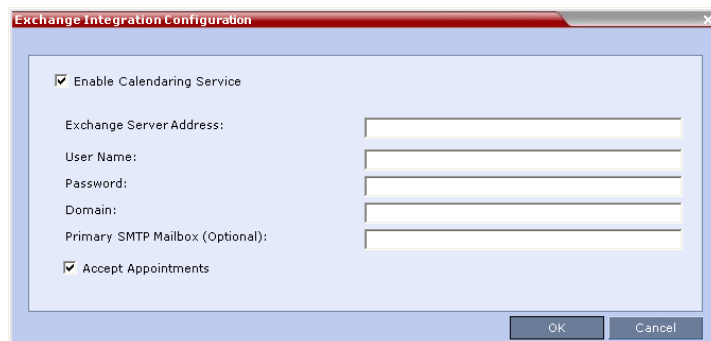 Exchange Integration Configuration
Enable Calendaring Service
Exchange Server Address:
User Name:
Password:
Domain:
Primary SMTP Mailbox (Optional):
Accept Appointments
OK Cancel